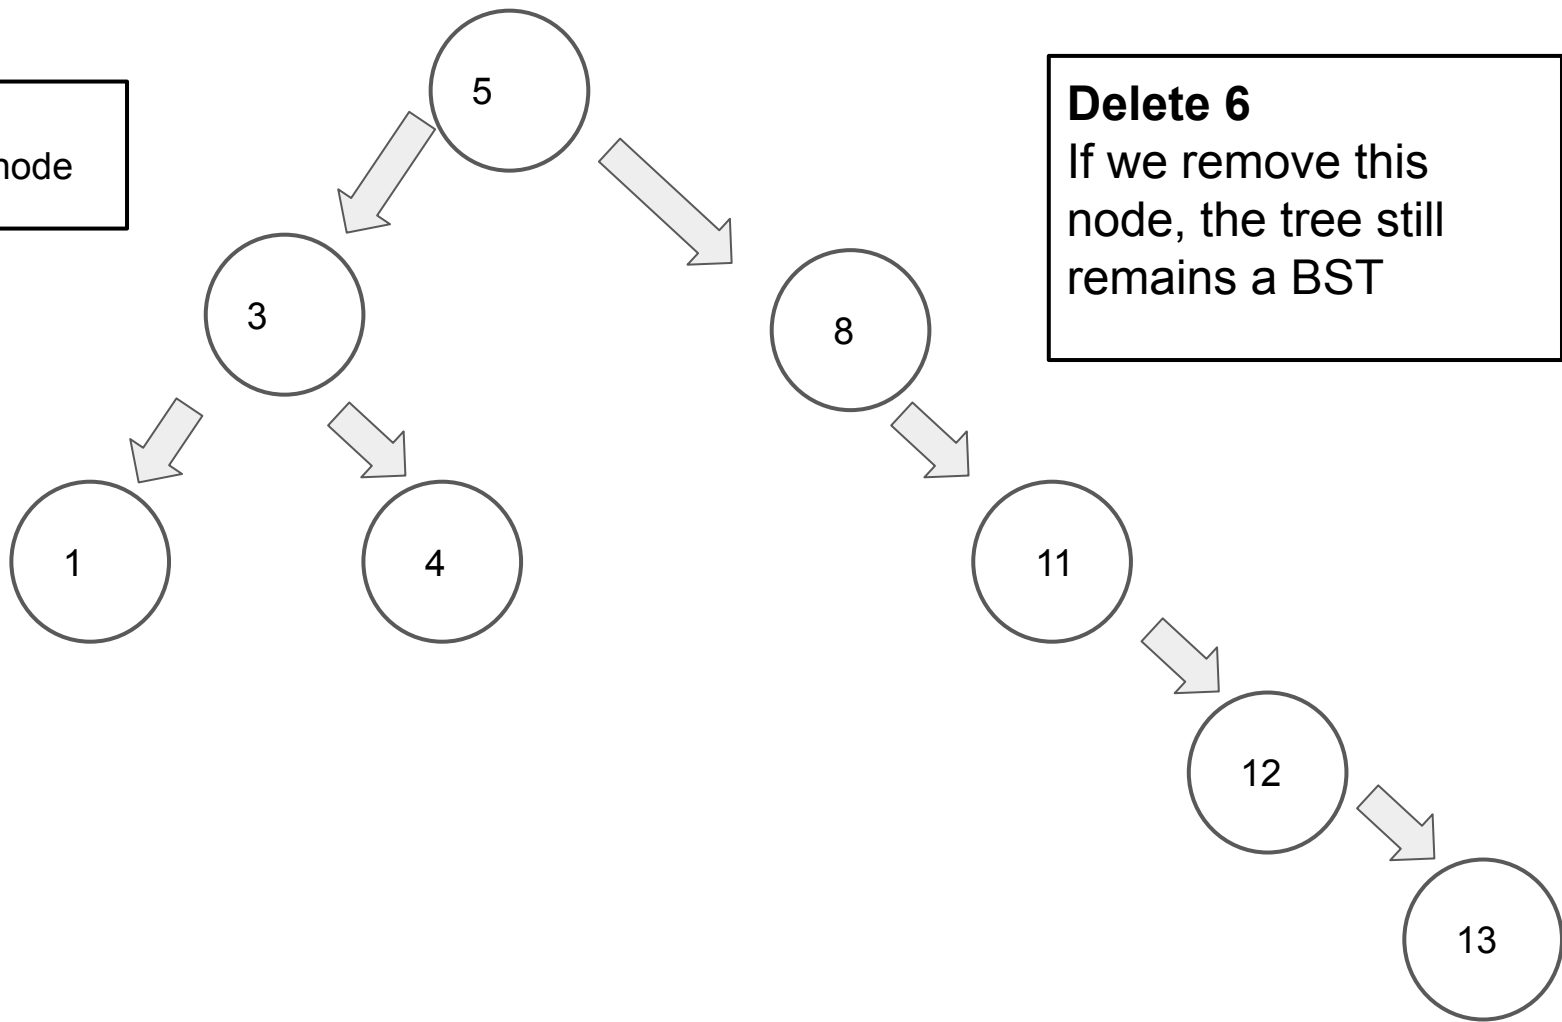 5
Delete 6
If we remove this
node, the tree still
remains a BST
node
3
8
1
4
11
12
13